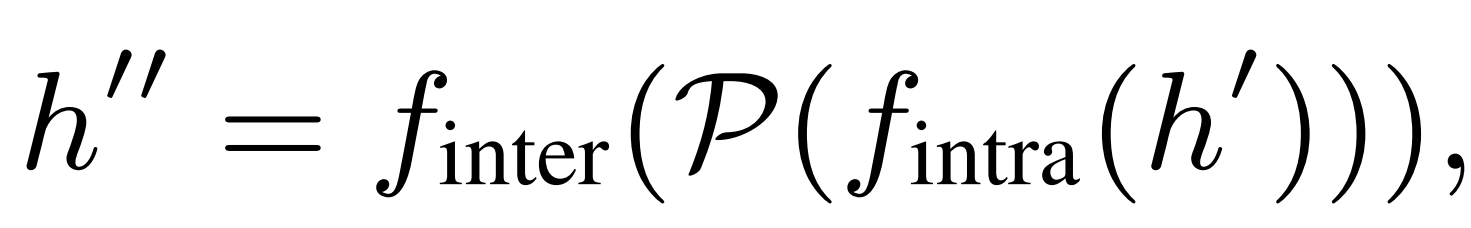 h′′ = f_inter(𝒫(f_intra(h′))),